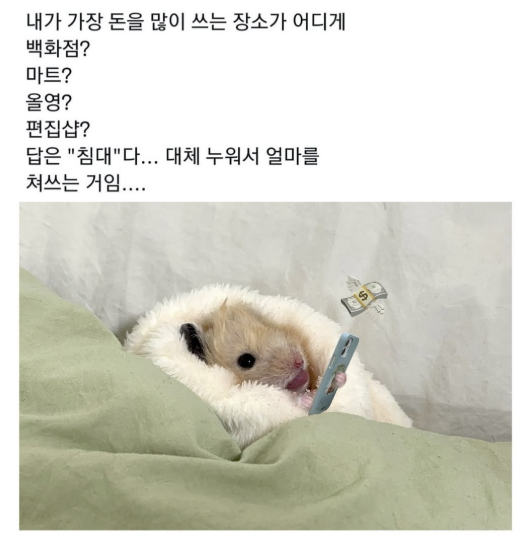 내가 가장 돈을 많이 쓰는 장소가 어디게
백화점?
마트?
올영?
편집샵?
답은 "침대"다... 대체 누워서 얼마를
쳐쓰는 거임....